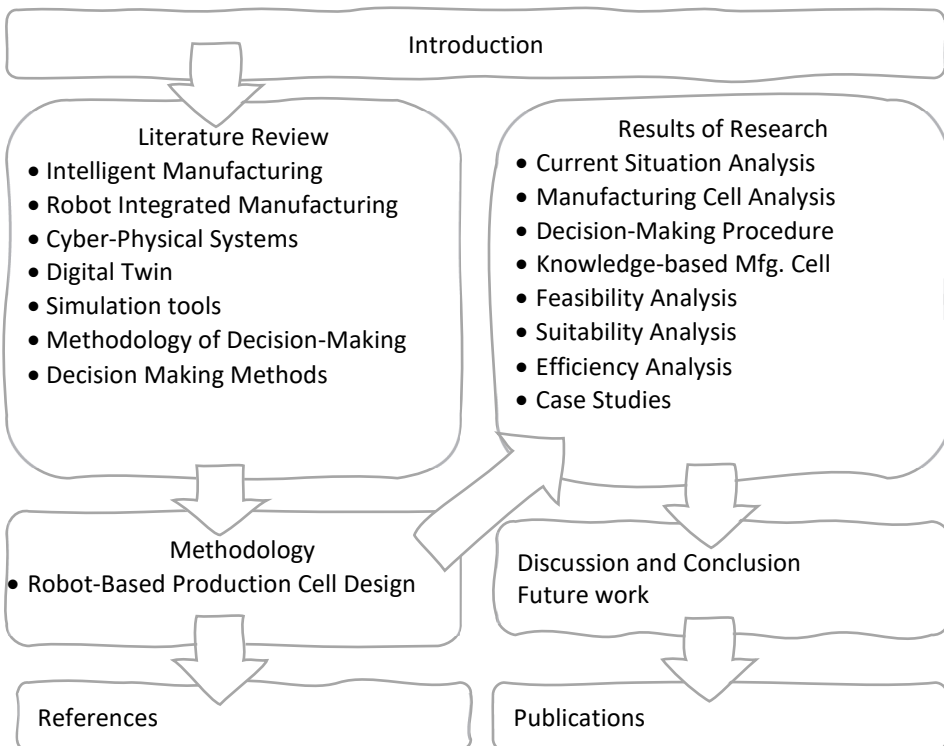 Introduction
Literature Review
• Intelligent Manufacturing
• Robot Integrated Manufacturing
• Cyber-Physical Systems
• Digital Twin
• Simulation tools
• Methodology of Decision-Making
• Decision Making Methods
Methodology
• Robot-Based Production Cell Design
References
Results of Research
• Current Situation Analysis
• Manufacturing Cell Analysis
• Decision-Making Procedure
• Knowledge-based Mfg. Cell
• Feasibility Analysis
• Suitability Analysis
• Efficiency Analysis
• Case Studies
Discussion and Conclusion
Future work
Publications